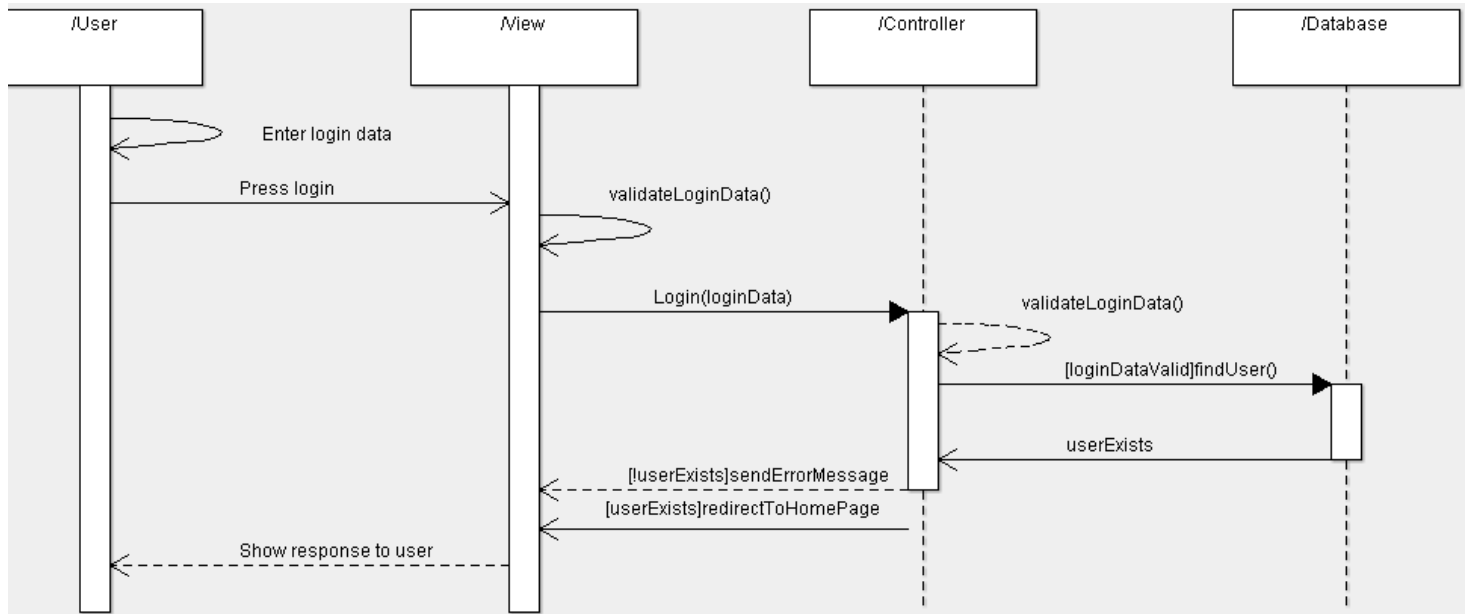 /User
/View
/Controller
/Database
Enter login data
Press login
validateLoginData()
Login(loginData)
validateLoginData()
[loginDataValid]findUser()
userExists
[!userExists]sendErrorMessage
[userExists]redirectToHomePage
Show response to user